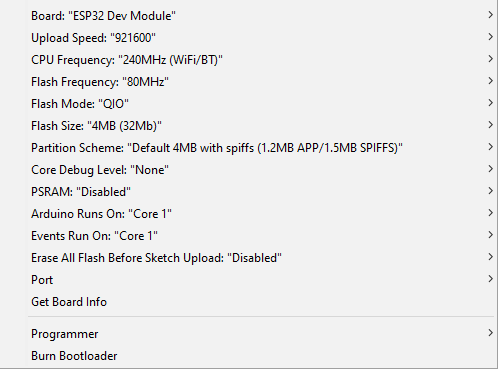 Board: "ESP32 Dev Module"
Upload Speed: "921600"
CPU Frequency: "240MHz (WiFi/BT)"
Flash Frequency: "80MHz"
Flash Mode: "QIO"
Flash Size: "4MB (32Mb)"
Partition Scheme: "Default 4MB with spiffs (1.2MB APP/1.5MB SPIFFS)"
Core Debug Level: "None"
PSRAM: "Disabled"
Arduino Runs On: "Core 1"
Events Run On: "Core 1"
Erase All Flash Before Sketch Upload: "Disabled"
Port
Get Board Info
Programmer
Burn Bootloader